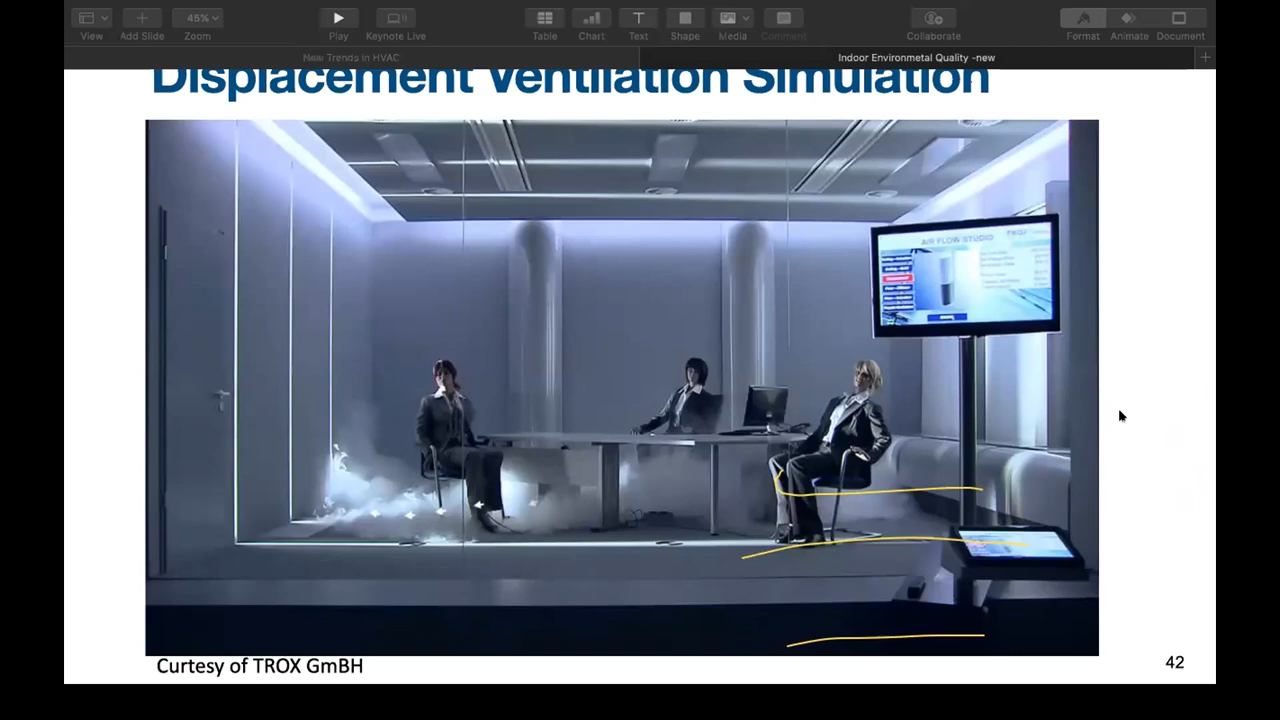 45%
View
Add Slide
Zoom
Play
Keynote Live
Table
Chart
Text
Shape
Media
Comment
Collaborate
Format
Animate
Document
New Trends in HVAC
Indoor Environmetal Quality -new
Displacement Ventilation Simulation
AIR FLOW STUDIO
Curtesy of TROX GmBH
42